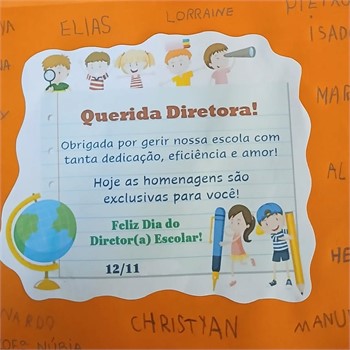 ELIAS
LORRAINE
Querida Diretora!
Obrigada por gerir nossa escola com
tanta dedicação, eficiência e amor!
Hoje as homenagens são
exclusivas para você!
Feliz Dia do
Diretor(a) Escolar!
12/11
CHRISTYAN